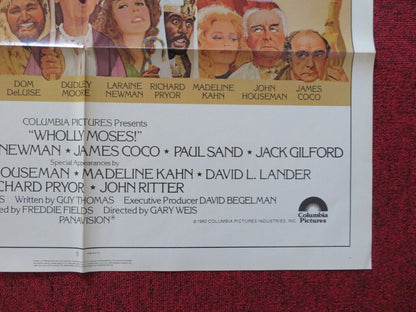 DOM DeLUISE
DUDLEY MOORE
LARAINE NEWMAN
RICHARD PRYOR
MADELINE KAHN
JOHN HOUSEMAN
JAMES COCO
COLUMBIA PICTURES Presents
"WHOLLY MOSES!"
NEWMAN ★ JAMES COCO ★ PAUL SAND ★ JACK GILFORD
Special Appearances by
HOUSEMAN ★ MADELINE KAHN ★ DAVID L. LANDER
RICHARD PRYOR ★ JOHN RITTER
Written by GUY THOMAS Executive Producer DAVID BEGELMAN
by FREDDIE FIELDS Directed by GARY WEIS
PANAVISION®
©1980 COLUMBIA PICTURES INDUSTRIES, INC.
Columbia Pictures